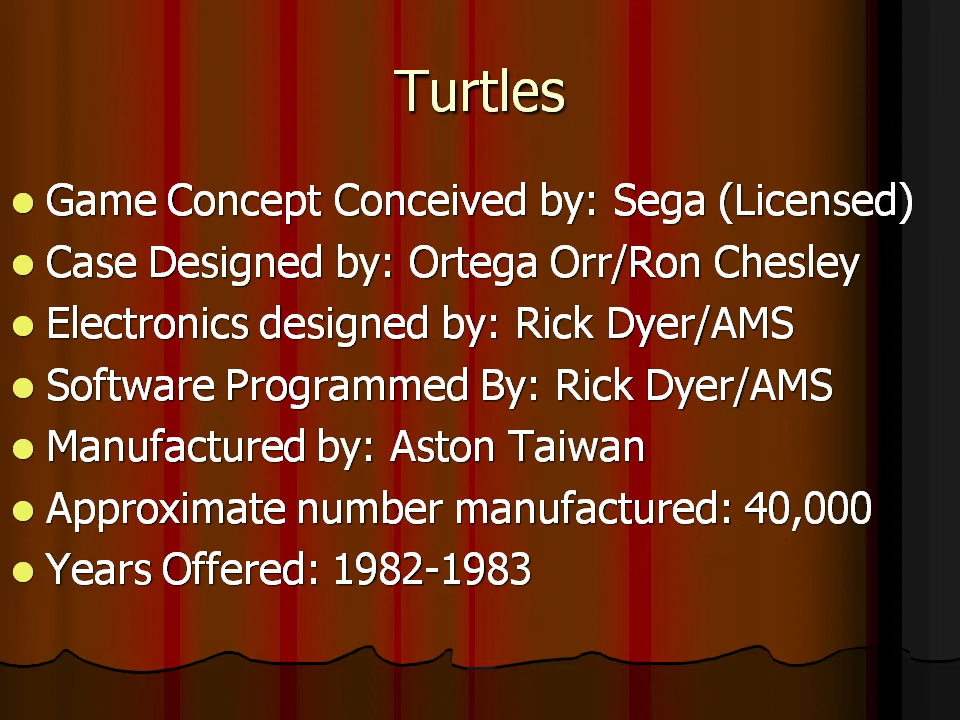 Turtles
Game Concept Conceived by: Sega (Licensed)
Case Designed by: Ortega Orr/Ron Chesley
Electronics designed by: Rick Dyer/AMS
Software Programmed By: Rick Dyer/AMS
Manufactured by: Aston Taiwan
Approximate number manufactured: 40,000
Years Offered: 1982-1983